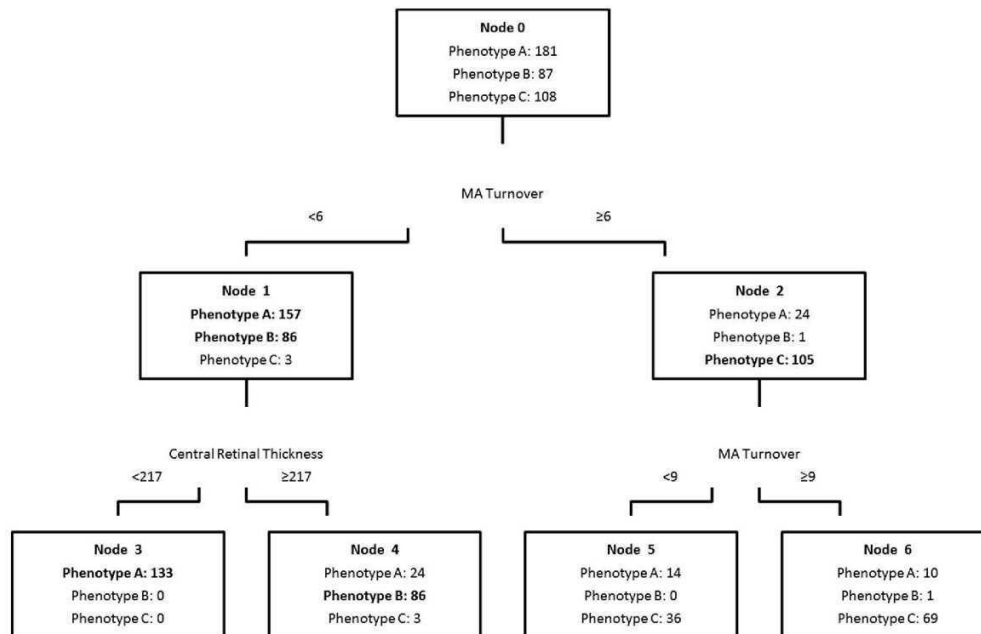 Node 0
Phenotype A: 181
Phenotype B: 87
Phenotype C: 108
MA Turnover
<6
≥6
Node 1
Phenotype A: 157
Phenotype B: 86
Phenotype C: 3
Node 2
Phenotype A: 24
Phenotype B: 1
Phenotype C: 105
Central Retinal Thickness
<217
≥217
MA Turnover
<9
≥9
Node 3
Phenotype A: 133
Phenotype B: 0
Phenotype C: 0
Node 4
Phenotype A: 24
Phenotype B: 86
Phenotype C: 3
Node 5
Phenotype A: 14
Phenotype B: 0
Phenotype C: 36
Node 6
Phenotype A: 10
Phenotype B: 1
Phenotype C: 69